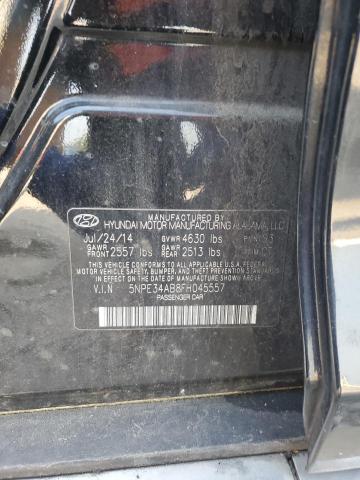 MANUFACTURED BY
HYUNDAI MOTOR MANUFACTURING ALABAMA, LLC
Jul/24/14 GVWR 4630 lbs
GAWR FRONT 2557 lbs GAWR REAR 2513 lbs
THIS VEHICLE CONFORMS TO ALL APPLICABLE U.S.A. FEDERAL
MOTOR VEHICLE SAFETY, BUMPER, AND THEFT PREVENTION STANDARDS
IN EFFECT ON THE DATE OF MANUFACTURE SHOWN ABOVE.
V.I.N 5NPE34AB8FH045557
PASSENGER CAR